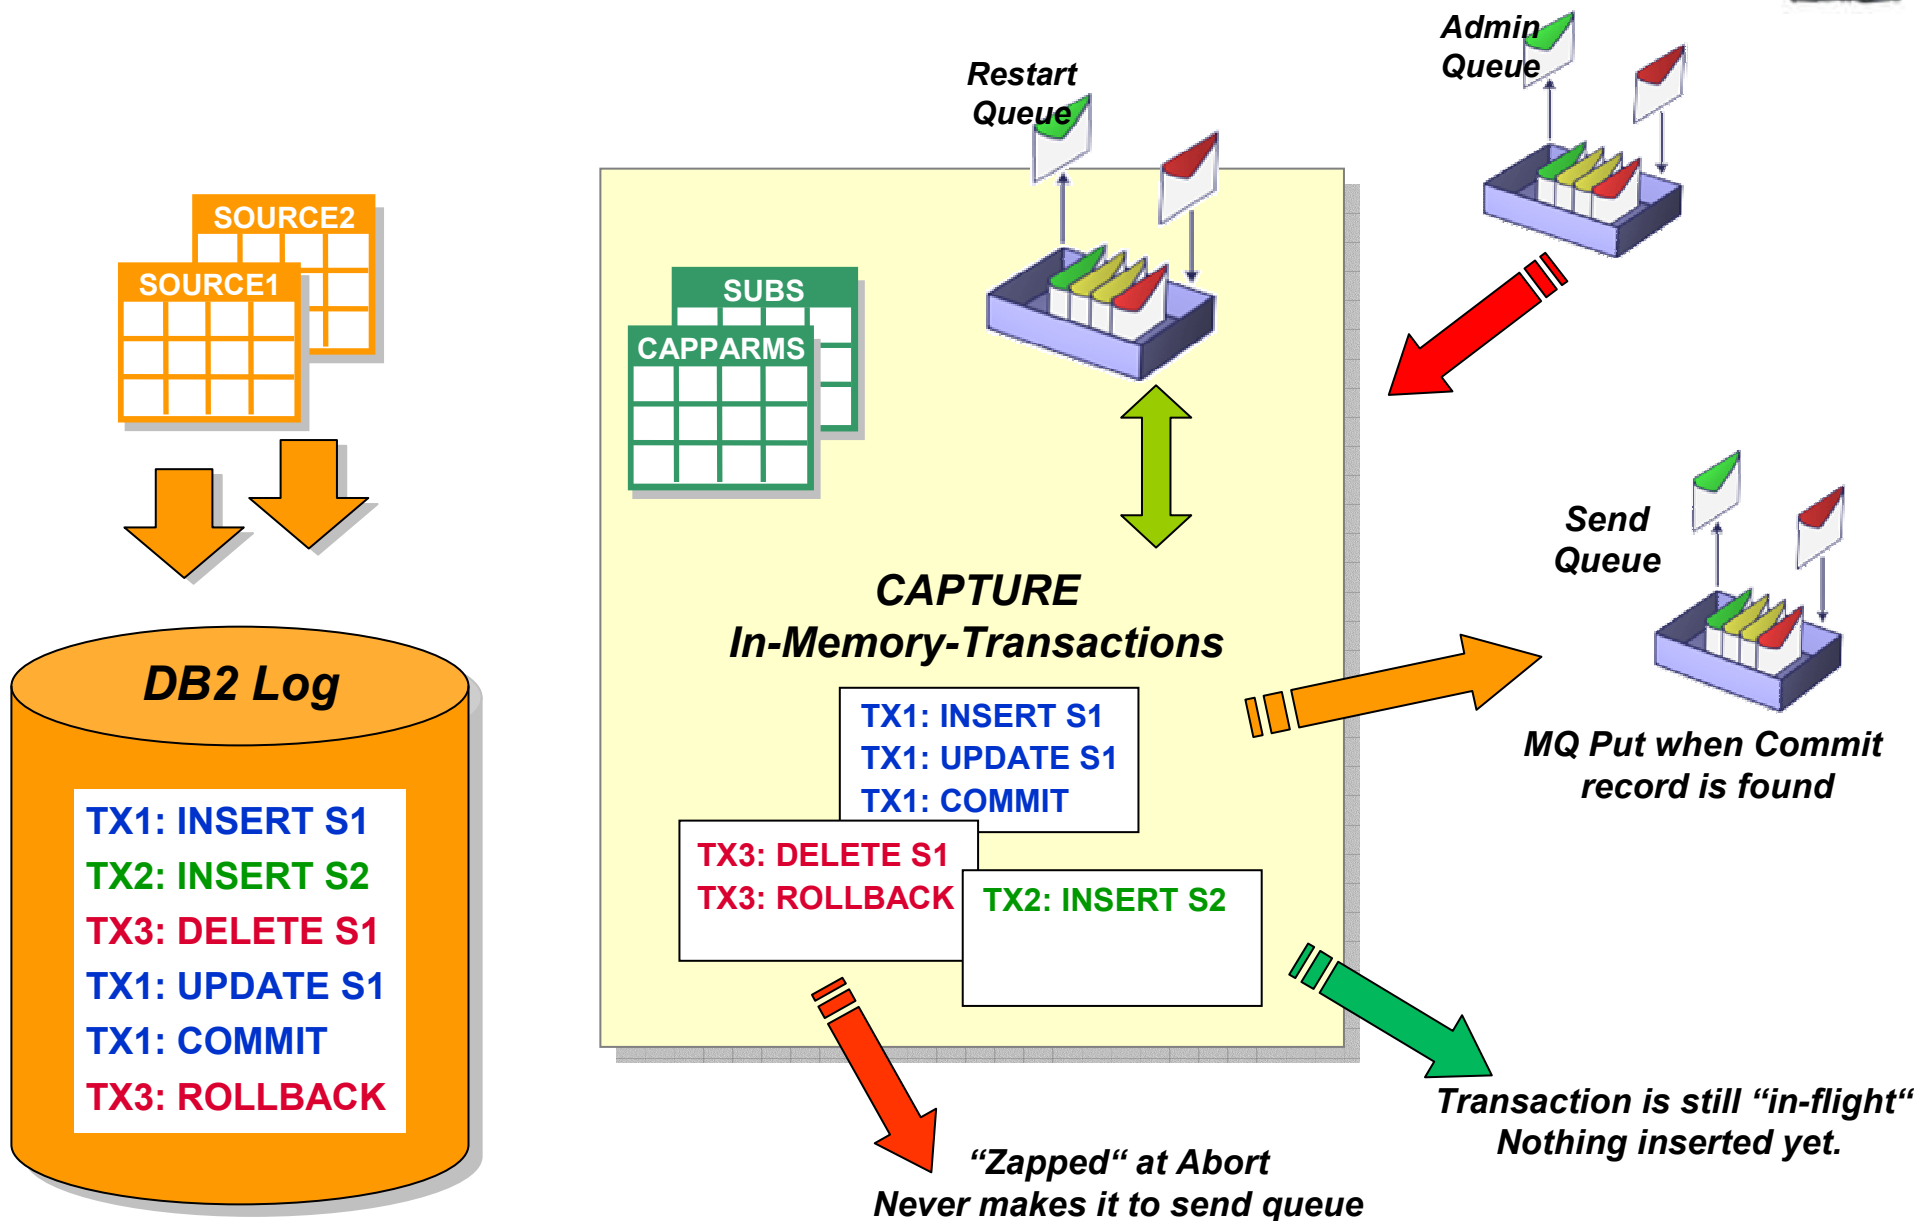 Admin
Queue
Restart
Queue
SOURCE2
SOURCE1
SUBS
CAPPARMS
Send
Queue
CAPTURE
In-Memory-Transactions
DB2 Log
TX1: INSERT S1
TX2: INSERT S2
TX3: DELETE S1
TX1: UPDATE S1
TX1: COMMIT
TX3: ROLLBACK
TX1: INSERT S1
TX1: UPDATE S1
TX1: COMMIT
TX3: DELETE S1
TX3: ROLLBACK
TX2: INSERT S2
MQ Put when Commit
record is found
Transaction is still “in-flight“
Nothing inserted yet.
“Zapped“ at Abort
Never makes it to send queue